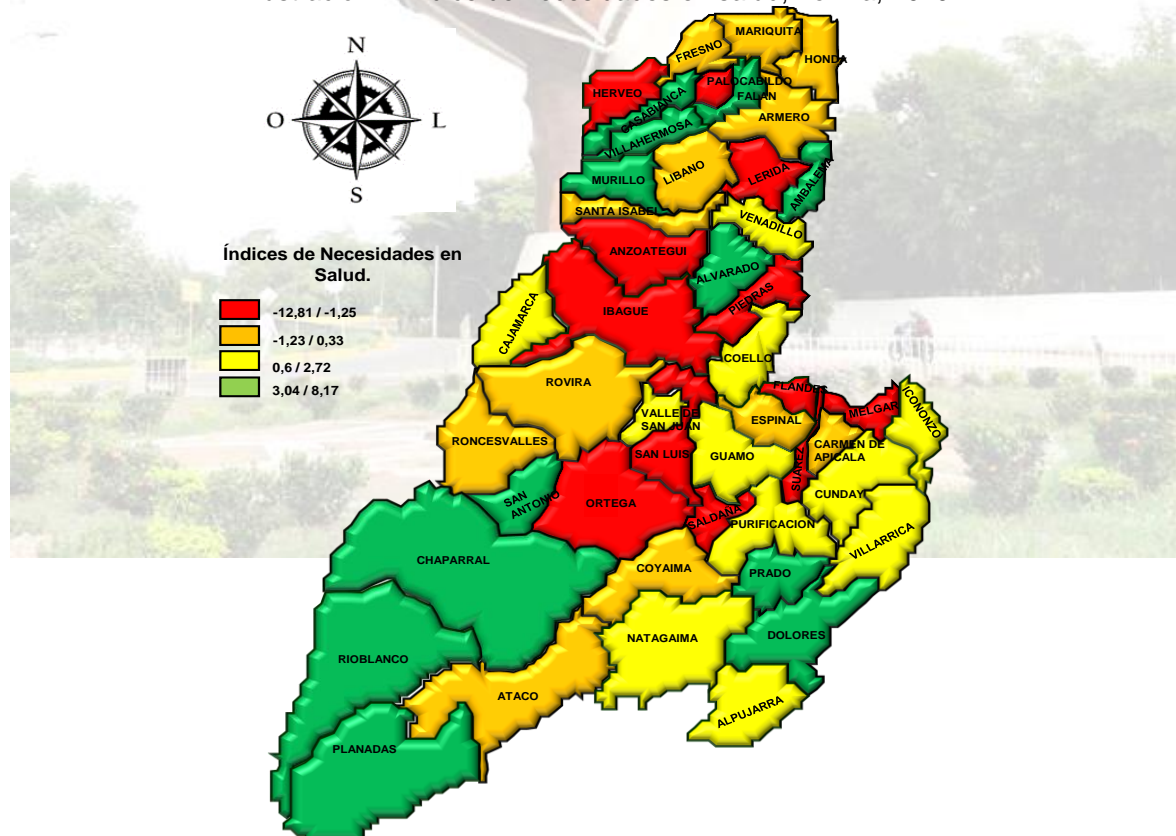 N
O
L
S
Índices de Necesidades en
Salud.
-12,81 / -1,25
-1,23 / 0,33
0,6 / 2,72
3,04 / 8,17
MARIQUITA
FRESNO
HONDA
PALOCABILDO
HERVEO
FALAN
CASABIANCA
ARMERO
VILLAHERMOSA
LIBANO
LERIDA
MURILLO
AMBALEMA
SANTA ISABEL
VENADILLO
ANZOATEGUI
ALVARADO
PIEDRAS
IBAGUE
CAJAMARCA
COELLO
ROVIRA
FLANDES
ICONONZO
MELGAR
VALLE DE
SAN JUAN
ESPINAL
RONCESVALLES
CARMEN DE
APICALA
SAN LUIS
GUAMO
SUAREZ
CUNDAY
SAN
ANTONIO
ORTEGA
SALDAÑA
PURIFICACION
VILLARRICA
CHAPARRAL
COYAIMA
PRADO
NATAGAIMA
DOLORES
RIOBLANCO
ATACO
ALPUJARRA
PLANADAS